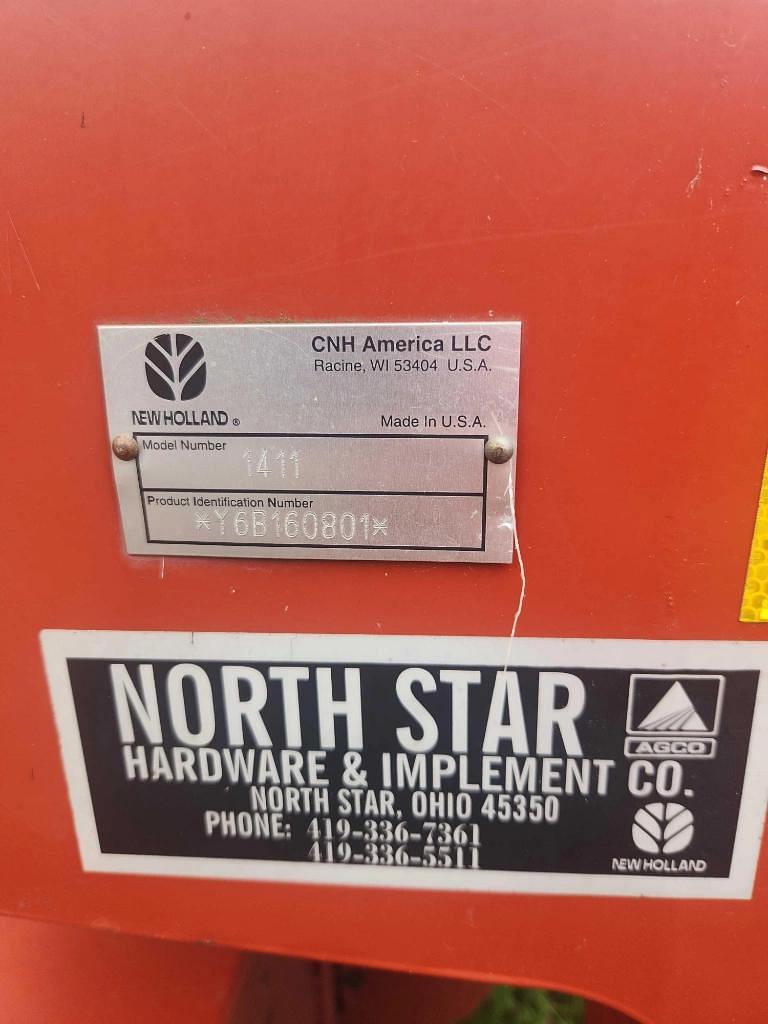 CNH America LLC
Racine, WI 53404 U.S.A.
NEW HOLLAND ®
Made In U.S.A.
Model Number
1411
Product Identification Number
*Y6B160801*
NORTH STAR
HARDWARE & IMPLEMENT CO.
NORTH STAR, OHIO 45350
PHONE: 419-336-7361
419-336-5511
AGCO
NEW HOLLAND